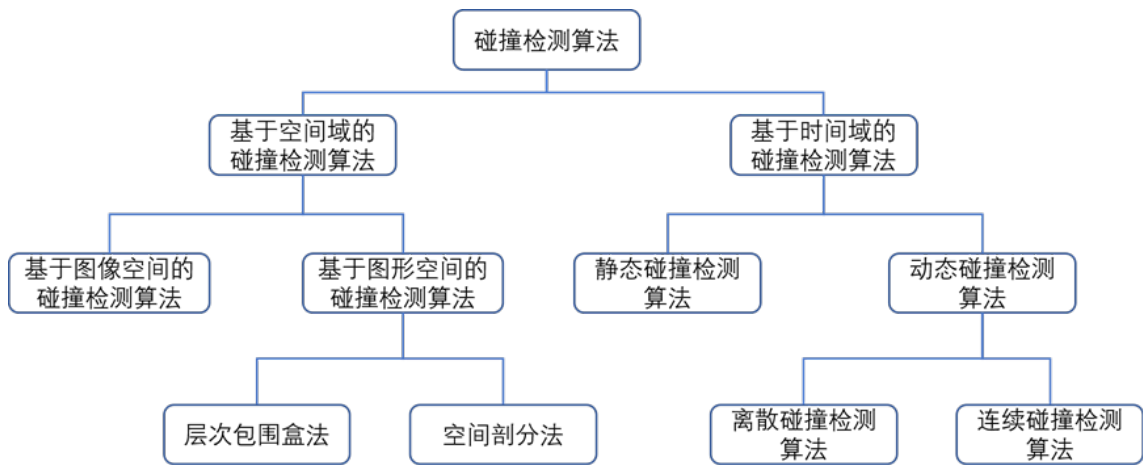 碰撞检测算法
基于空间域的
碰撞检测算法
基于时间域的
碰撞检测算法
基于图像空间的
碰撞检测算法
基于图形空间的
碰撞检测算法
静态碰撞检测
算法
动态碰撞检测
算法
层次包围盒法
空间剖分法
离散碰撞检测
算法
连续碰撞检测
算法